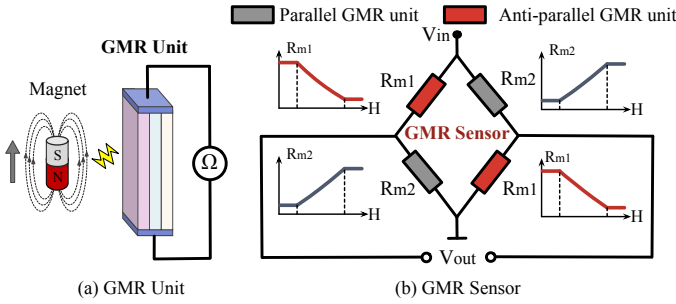 Parallel GMR unit
Anti-parallel GMR unit
GMR Unit
Magnet
S
N
Ω
Vin
Rm1
H
Rm1
Rm2
Rm2
H
GMR Sensor
Rm2
H
Rm2
Rm1
Rm1
H
Vout
(a) GMR Unit
(b) GMR Sensor